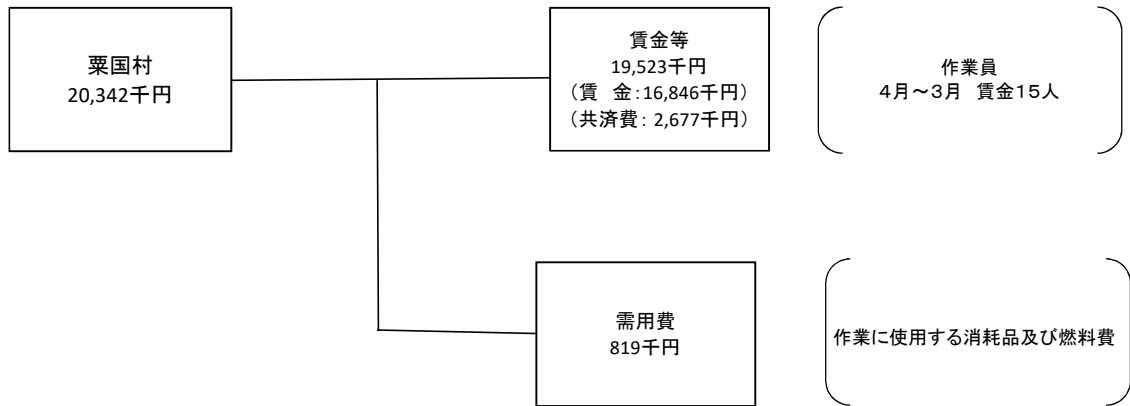 粟国村
20,342千円
賃金等
19,523千円
（賃　金：16,846千円）
（共済費： 2,677千円）
作業員
４月～３月　賃金１５人
需用費
819千円
作業に使用する消耗品及び燃料費